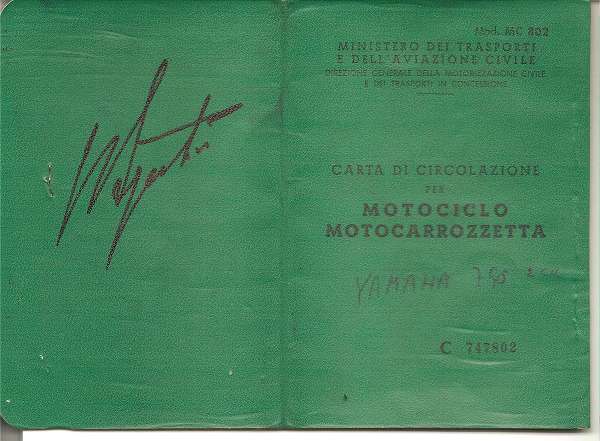 Mod. MC 802
MINISTERO DEI TRASPORTI
E DELL'AVIAZIONE CIVILE
DIREZIONE GENERALE DELLA MOTORIZZAZIONE CIVILE
E DEI TRASPORTI IN CONCESSIONE
CARTA DI CIRCOLAZIONE
PER
MOTOCICLO
MOTOCARROZZETTA
YAMAHA
C 747802